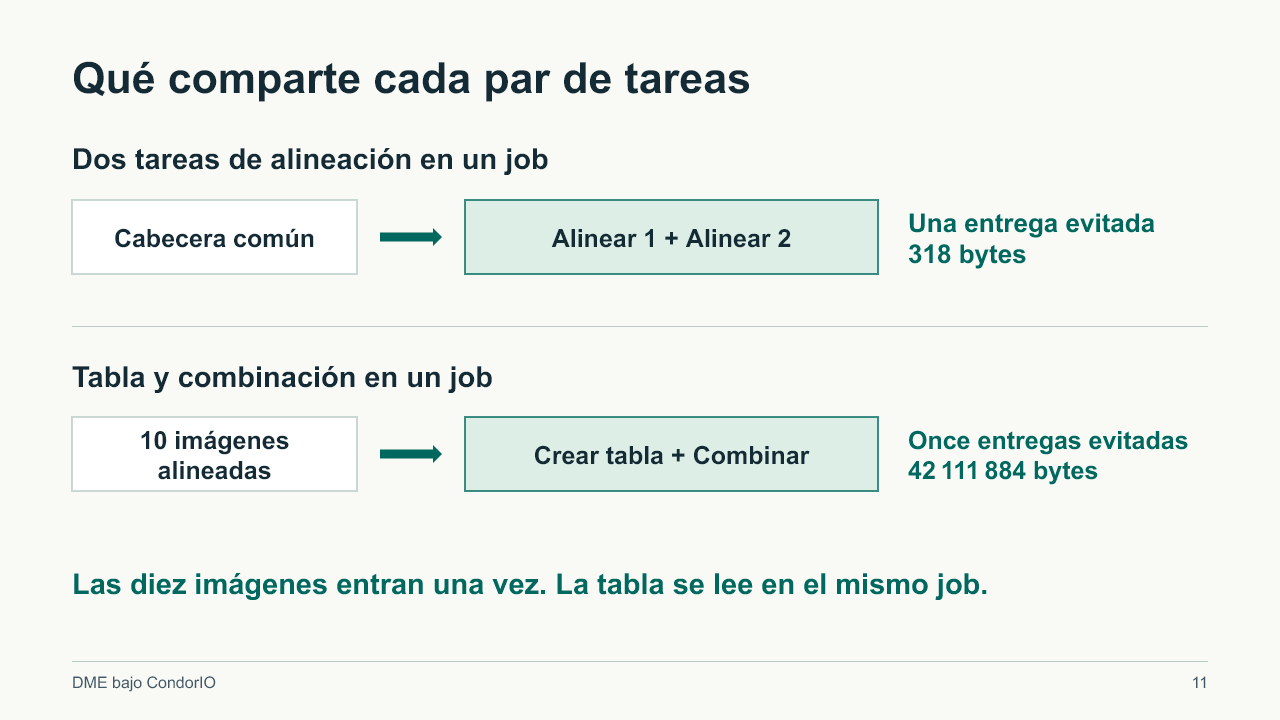 Qué comparte cada par de tareas
Dos tareas de alineación en un job
Cabecera común
Alinear 1 + Alinear 2
Una entrega evitada
318 bytes
Tabla y combinación en un job
10 imágenes
alineadas
Crear tabla + Combinar
Once entregas evitadas
42 111 884 bytes
Las diez imágenes entran una vez. La tabla se lee en el mismo job.
DME bajo CondorIO
11